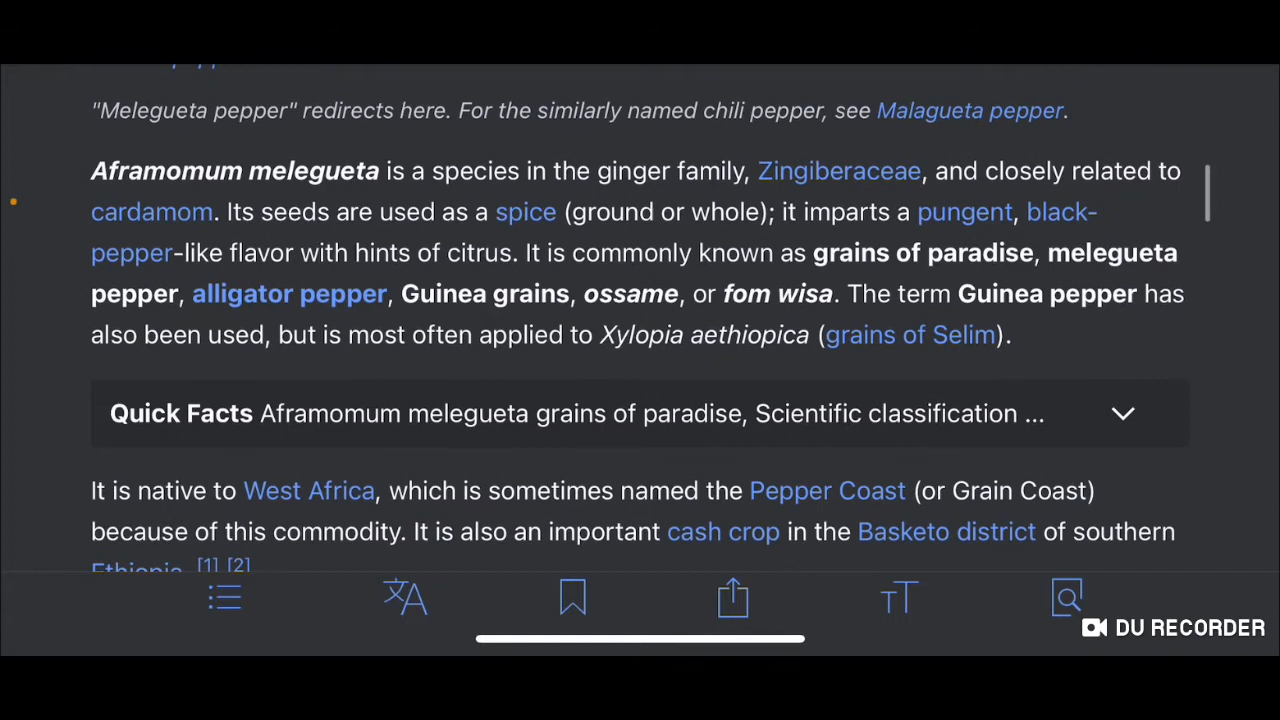 "Melegueta pepper" redirects here. For the similarly named chili pepper, see Malagueta pepper.
Aframomum melegueta is a species in the ginger family, Zingiberaceae, and closely related to
cardamom. Its seeds are used as a spice (ground or whole); it imparts a pungent, black-
pepper-like flavor with hints of citrus. It is commonly known as grains of paradise, melegueta
pepper, alligator pepper, Guinea grains, ossame, or fom wisa. The term Guinea pepper has
also been used, but is most often applied to Xylopia aethiopica (grains of Selim).
Quick Facts Aframomum melegueta grains of paradise, Scientific classification ...
It is native to West Africa, which is sometimes named the Pepper Coast (or Grain Coast)
because of this commodity. It is also an important cash crop in the Basketo district of southern
Ethiopia. [1] [2]
DU RECORDER